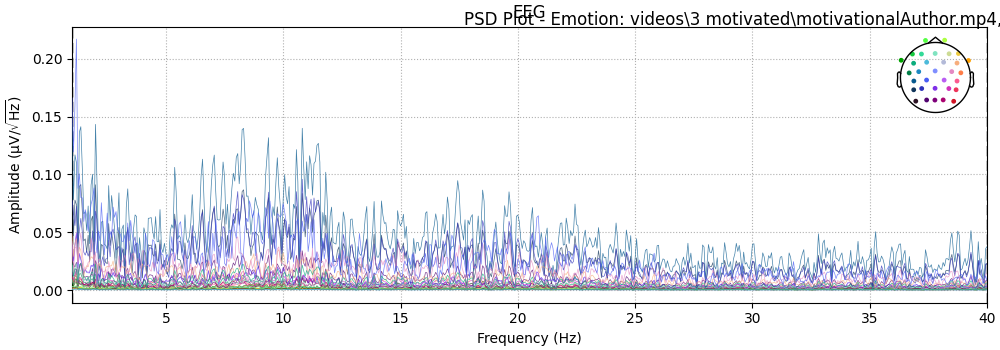 EEG
PSD Plot - Emotion: videos\3 motivated\motivationalAuthor.mp4,
Amplitude (µV/√Hz)
0.20
0.15
0.10
0.05
0.00
5 10 15 20 25 30 35 40
Frequency (Hz)